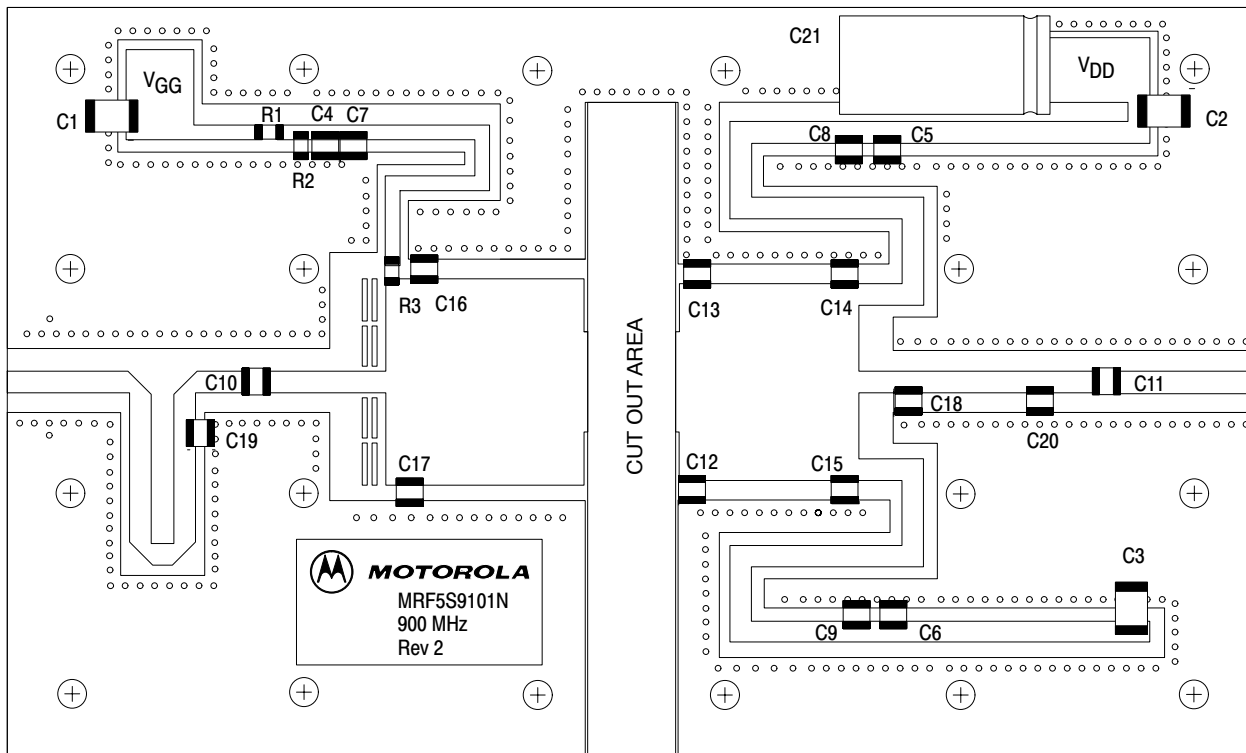 C21
VGG
VDD
C1
R1
C4
C7
C2
C8
C5
R2
R3
C16
C13
C14
C10
C11
C18
C19
C20
CUT OUT AREA
C17
C12
C15
MOTOROLA
MRF5S9101N
900 MHz
Rev 2
C3
C9
C6